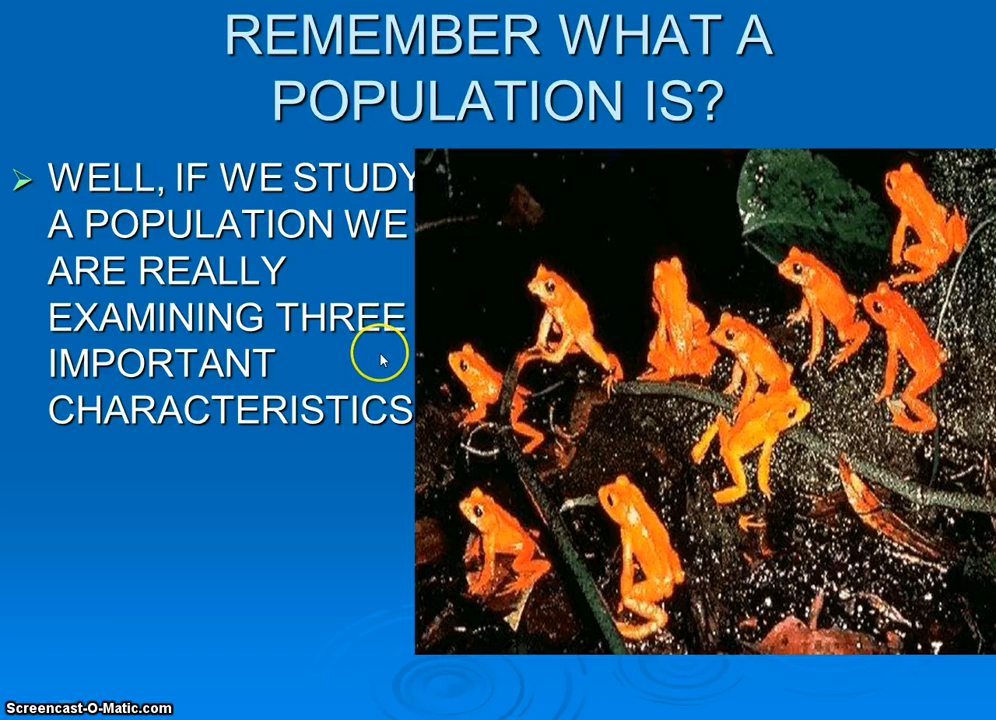 REMEMBER WHAT A
POPULATION IS?
WELL, IF WE STUDY
A POPULATION WE
ARE REALLY
EXAMINING THREE
IMPORTANT
CHARACTERISTICS
Screencast-O-Matic.com